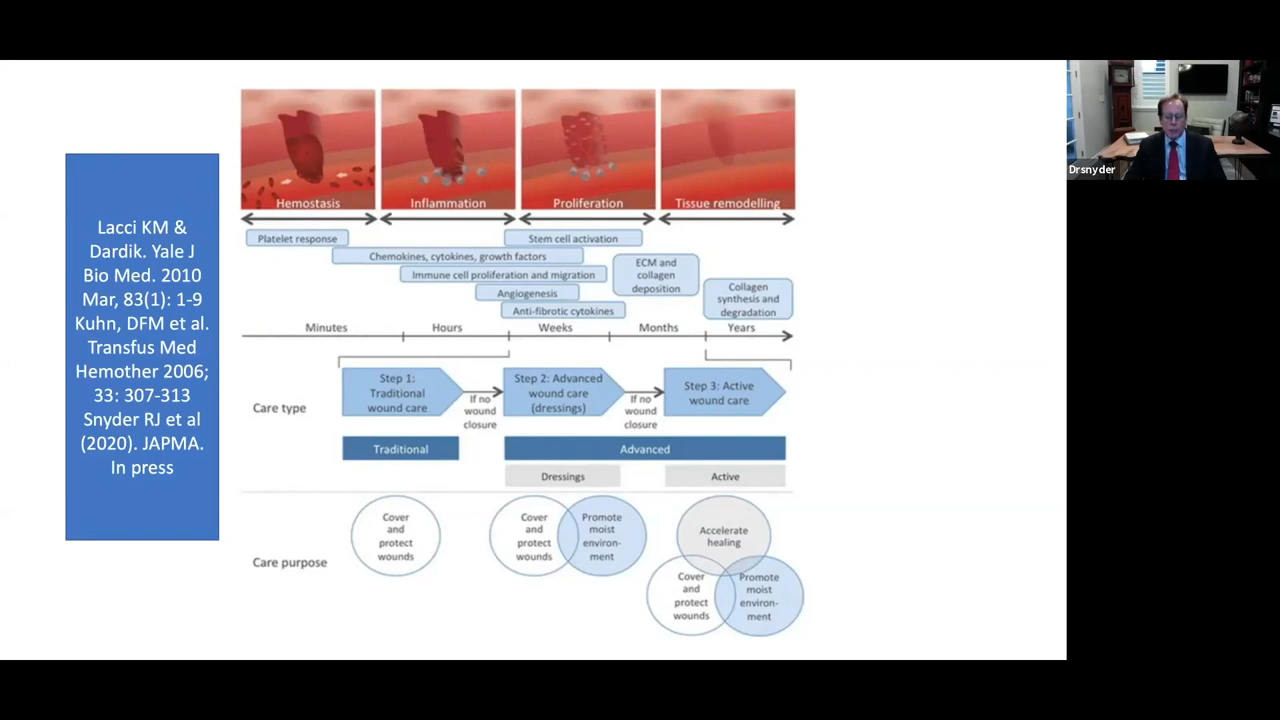 Lacci KM &
Dardik. Yale J
Bio Med. 2010
Mar, 83(1): 1-9
Kuhn, DFM et al.
Transfus Med
Hemother 2006;
33: 307-313
Snyder RJ et al
(2020). JAPMA.
In press
Hemostasis
Inflammation
Proliferation
Tissue remodelling
Platelet response
Stem cell activation
Chemokines, cytokines, growth factors
Immune cell proliferation and migration
Angiogenesis
Anti-fibrotic cytokines
ECM and
collagen
deposition
Collagen
synthesis and
degradation
Minutes
Hours
Weeks
Months
Years
Care type
Step 1:
Traditional
wound care
If no
wound
closure
Step 2: Advanced
wound care
(dressings)
If no
wound
closure
Step 3: Active
wound care
Traditional
Advanced
Dressings
Active
Care purpose
Cover
and
protect
wounds
Cover
and
protect
wounds
Promote
moist
environ-
ment
Accelerate
healing
Cover
and
protect
wounds
Promote
moist
environ-
ment
Drsnyder